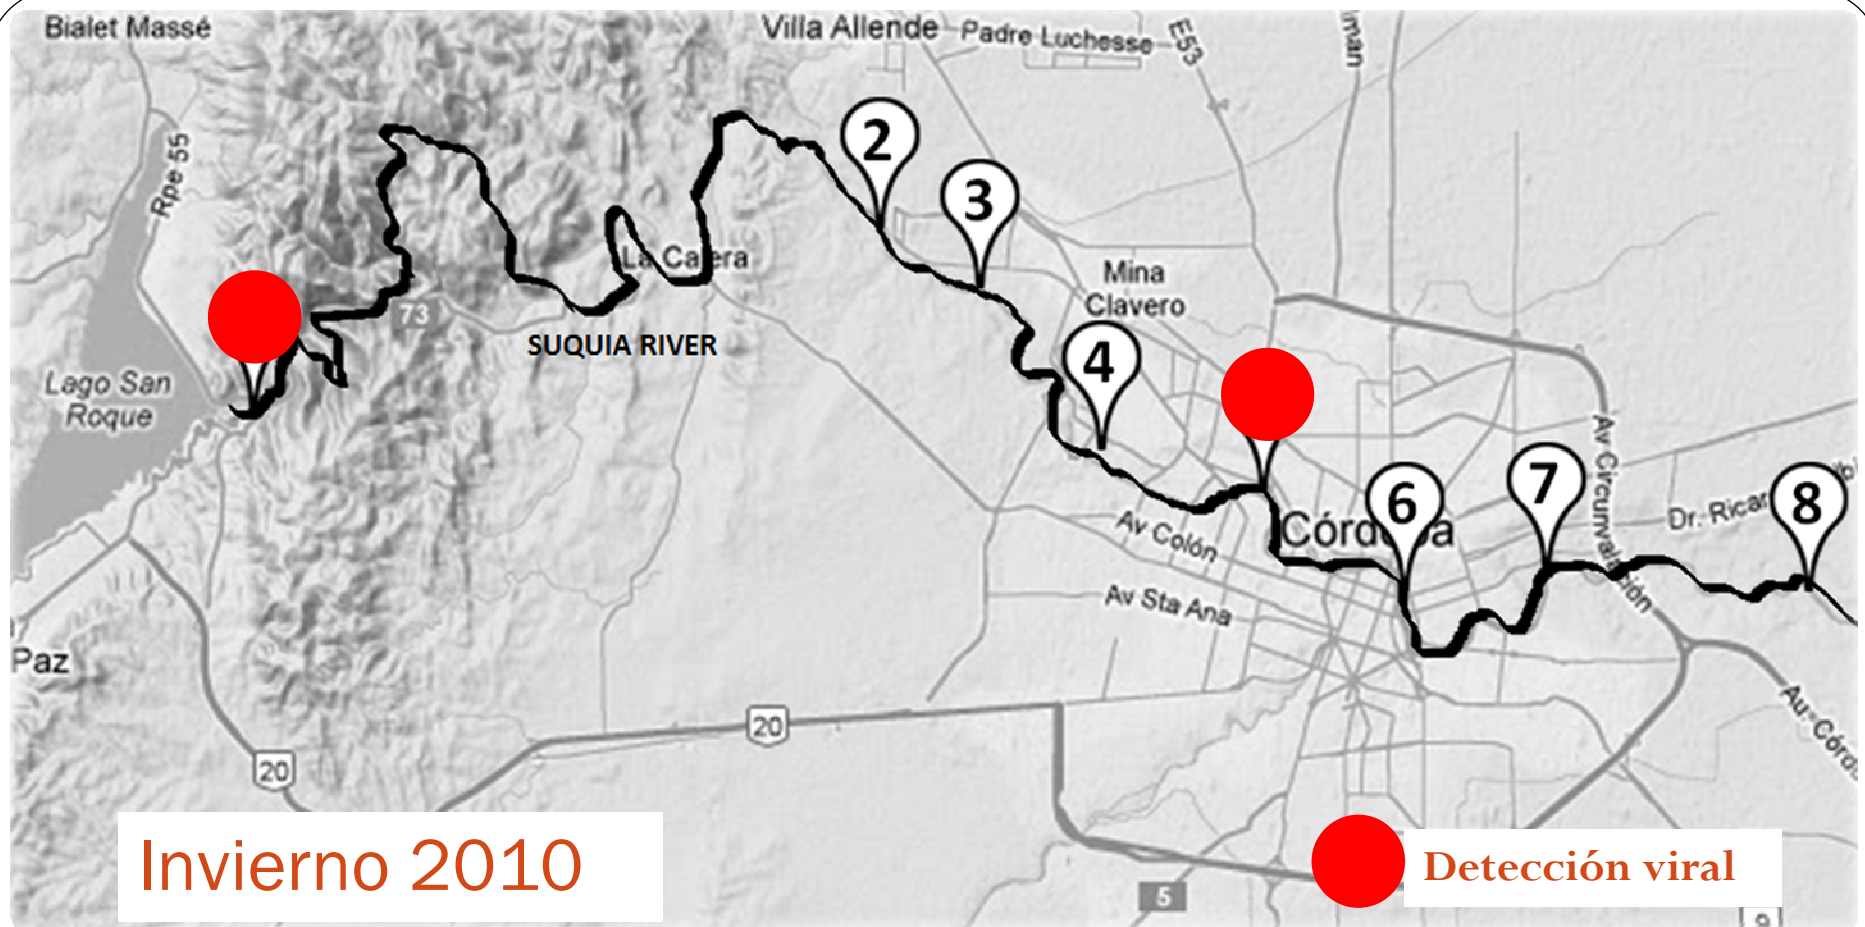 Bialet Massé
Villa Allende
Padre Luchesse
E53
Rpe 55
2
3
La Calera
Mina
Clavero
73
SUQUIA RIVER
4
Lago San
Roque
Av Circunvalación
6
7
8
Dr. Ricar
Córdoba
Av Colón
Av Sta Ana
Paz
20
20
Au. Córdo
Invierno 2010
Detección viral
5
9